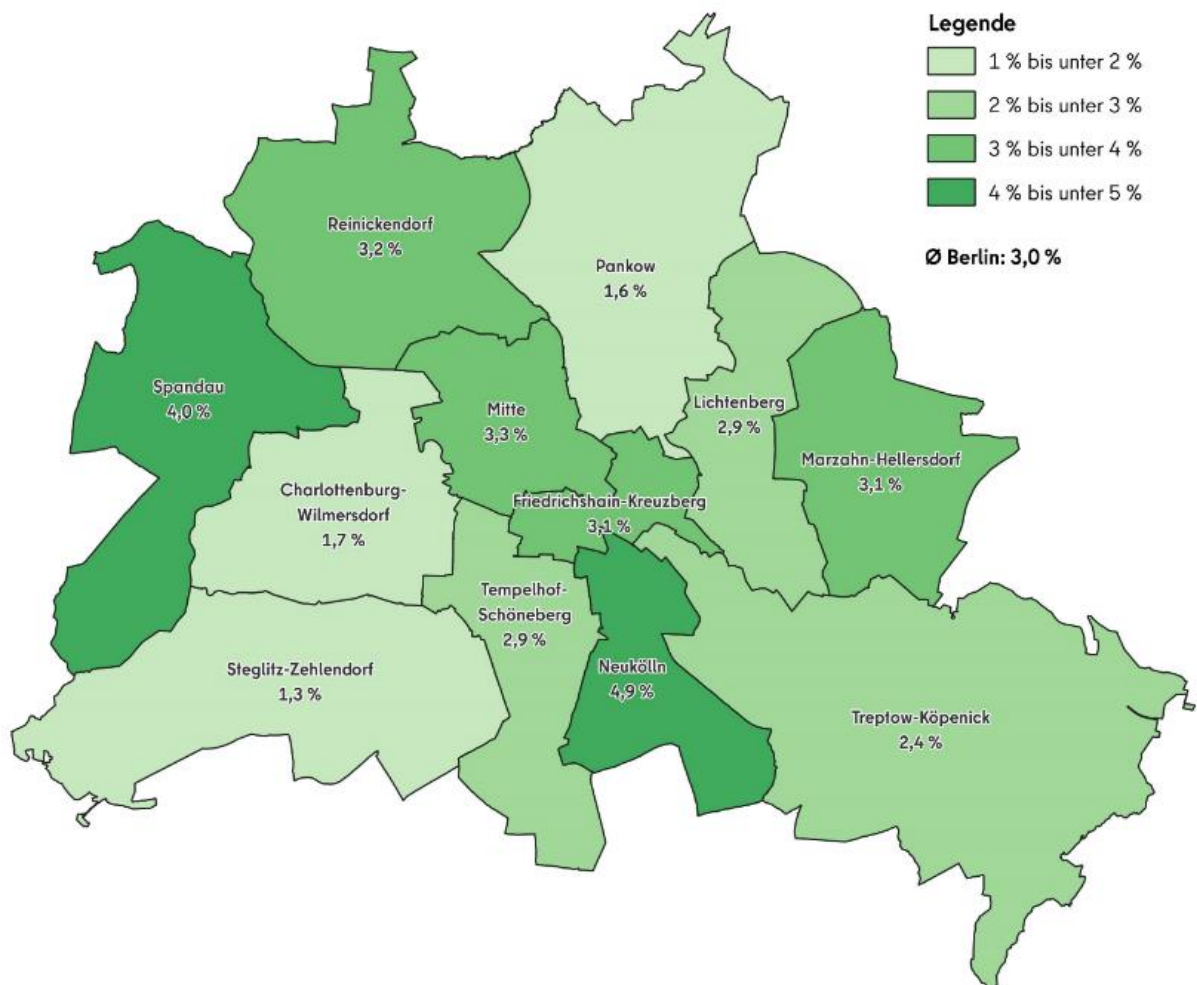 Legende
1 % bis unter 2 %
2 % bis unter 3 %
3 % bis unter 4 %
4 % bis unter 5 %
Ø Berlin: 3,0 %
Reinickendorf
3,2 %
Pankow
1,6 %
Spandau
4,0 %
Mitte
3,3 %
Lichtenberg
2,9 %
Marzahn-Hellersdorf
3,1 %
Charlottenburg-
Wilmersdorf
1,7 %
Friedrichshain-Kreuzberg
3,1 %
Tempelhof-
Schöneberg
2,9 %
Steglitz-Zehlendorf
1,3 %
Neukölln
4,9 %
Treptow-Köpenick
2,4 %